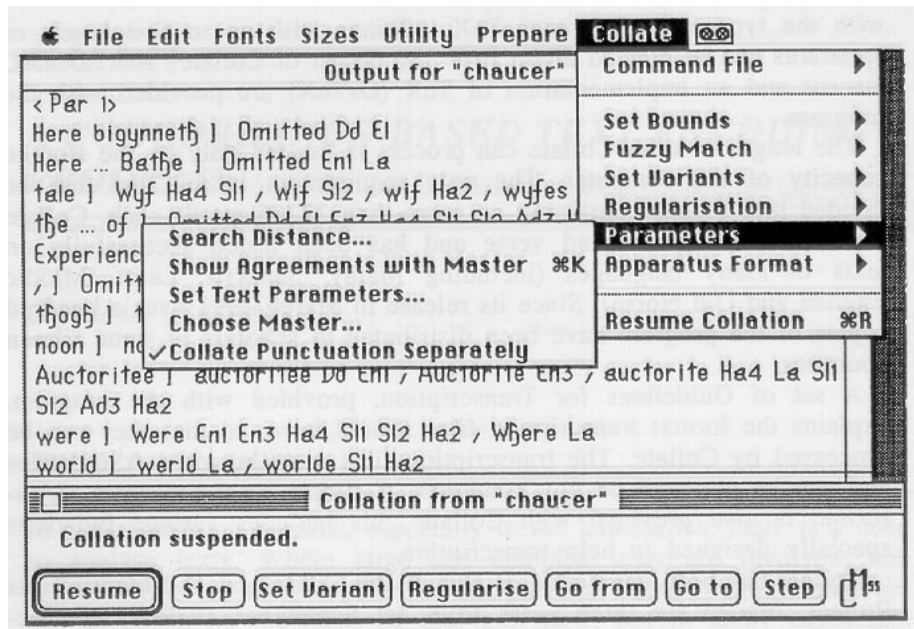 File Edit Fonts Sizes Utility Prepare Collate
Output for "chaucer"
Command File
Set Bounds
Fuzzy Match
Set Variants
Regularisation
Parameters
Apparatus Format
Resume Collation ⌘R
Search Distance...
Show Agreements with Master ⌘K
Set Text Parameters...
Choose Master...
✓Collate Punctuation Separately
< Par 1>
Here bigynneþ ] Omitted Dd El
Here ... Baþe ] Omitted En1 La
tale ] Wyf Ha4 Sl1 , Wif Sl2 , wif Ha2 , wyfes
þe ... of
Experienc
Omitt
þoog
noon ] no
Auctoritee ] auctoritee Dd En1 , Auctorite En3 , auctorite Ha4 La Sl1
Sl2 Ad3 Ha2
were ] Were En1 En3 Ha4 Sl1 Sl2 Ha2 , Where La
world ] werld La , worlde Sl1 Ha2
Collation from "chaucer"
Collation suspended.
Resume Stop Set Variant Regularise Go from Go to Step